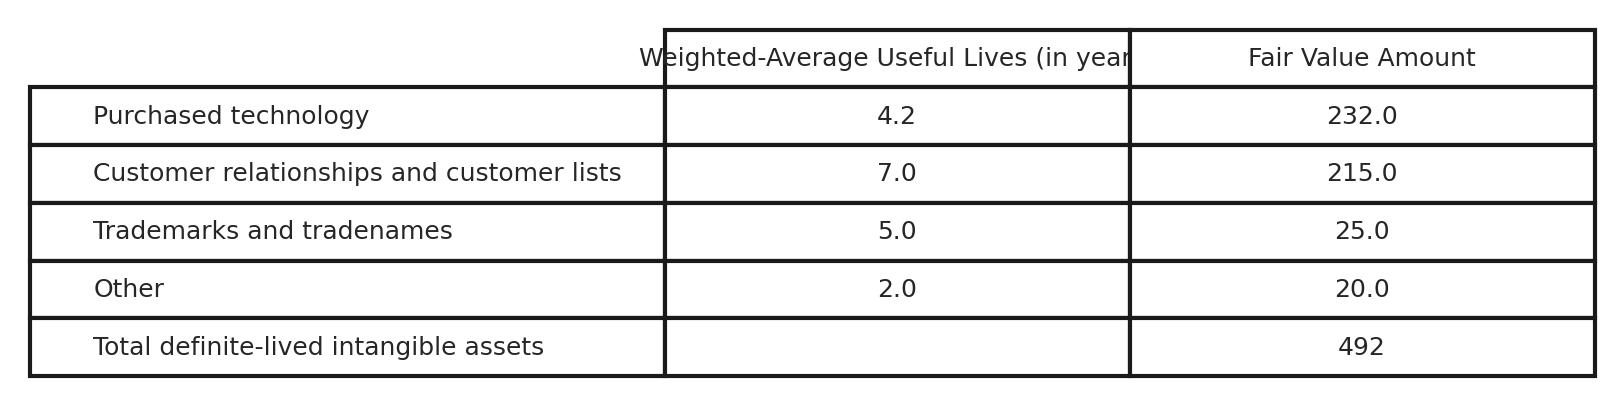 Weighted-Average Useful Lives (in year Fair Value Amount
Purchased technology 4.2 232.0
Customer relationships and customer lists 7.0 215.0
Trademarks and tradenames 5.0 25.0
Other 2.0 20.0
Total definite-lived intangible assets 492